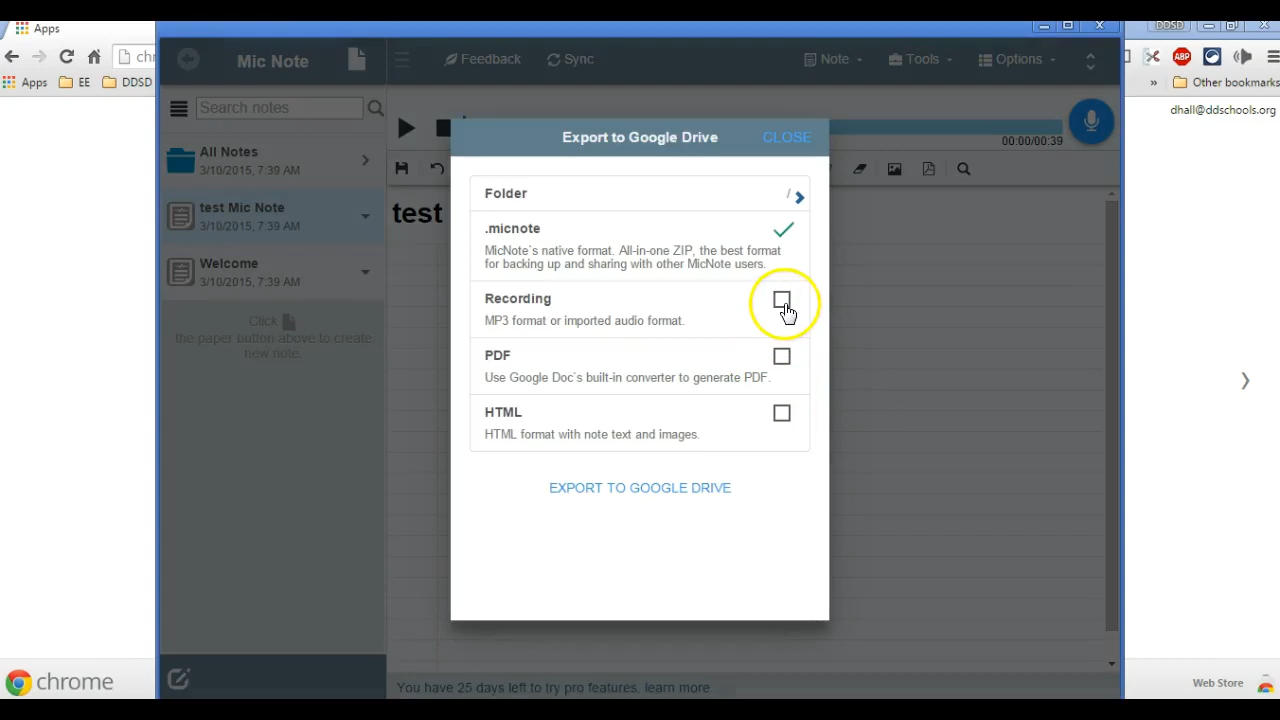 Apps
DDSD
Mic Note
Feedback
Sync
Note
Tools
Options
ABP
Apps
EE
DDSD
Search notes
»
Other bookmarks
dhall@ddschools.org
Export to Google Drive
CLOSE
00:00/00:39
All Notes
3/10/2015, 7:39 AM
test Mic Note
3/10/2015, 7:39 AM
Welcome
3/10/2015, 7:39 AM
Click
the paper button above to create
new note.
test
Folder
/
.micnote
MicNote`s native format. All-in-one ZIP, the best format
for backing up and sharing with other MicNote users.
Recording
MP3 format or imported audio format.
PDF
Use Google Doc`s built-in converter to generate PDF.
HTML
HTML format with note text and images.
EXPORT TO GOOGLE DRIVE
chrome
You have 25 days left to try pro features, learn more.
Web Store